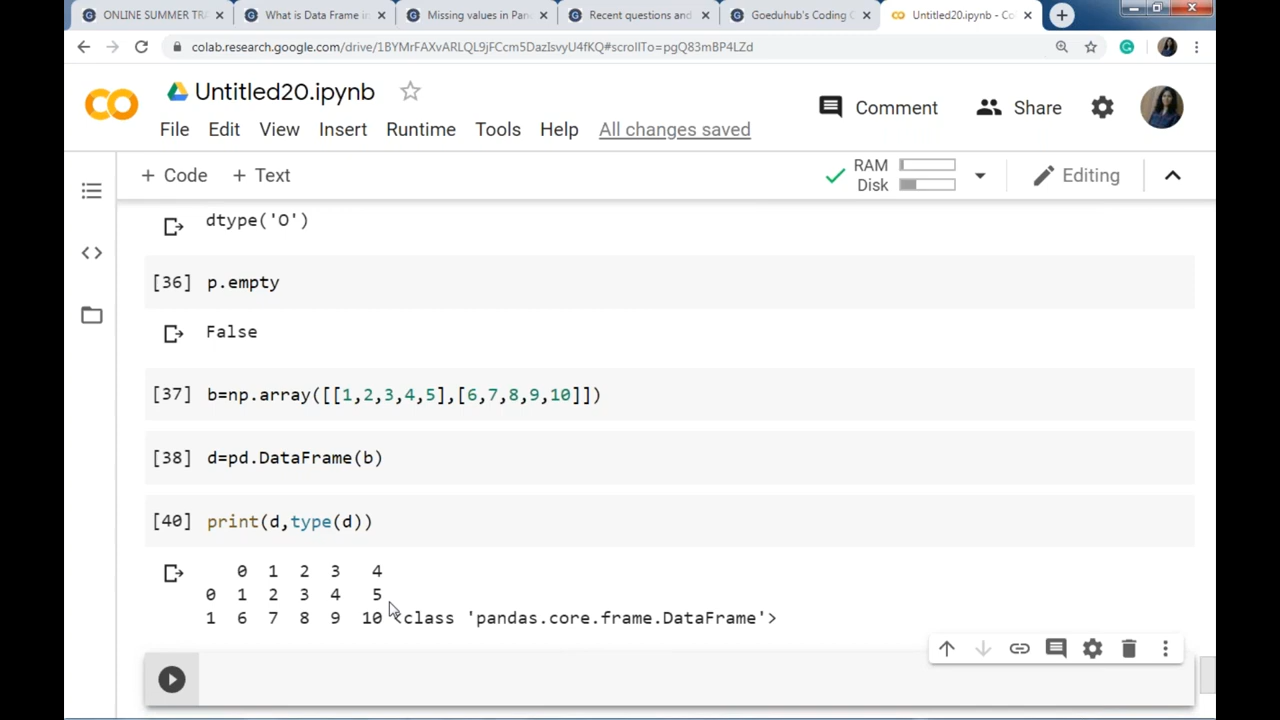 ONLINE SUMMER TRA
What is Data Frame in
Missing values in Pan
Recent questions and
Goeduhub's Coding C
Untitled20.ipynb - Co
colab.research.google.com/drive/1BYMrFAXvARLQL9jFCcm5DazIsvyU4fKQ#scrollTo=pgQ83mBP4LZd
Untitled20.ipynb
Comment
Share
File Edit View Insert Runtime Tools Help All changes saved
+ Code + Text
RAM
Disk
Editing
dtype('O')
[36] p.empty
False
[37] b=np.array([[1,2,3,4,5],[6,7,8,9,10]])
[38] d=pd.DataFrame(b)
[40] print(d,type(d))
0 1 2 3 4
0 1 2 3 4 5
1 6 7 8 9 10 <class 'pandas.core.frame.DataFrame'>